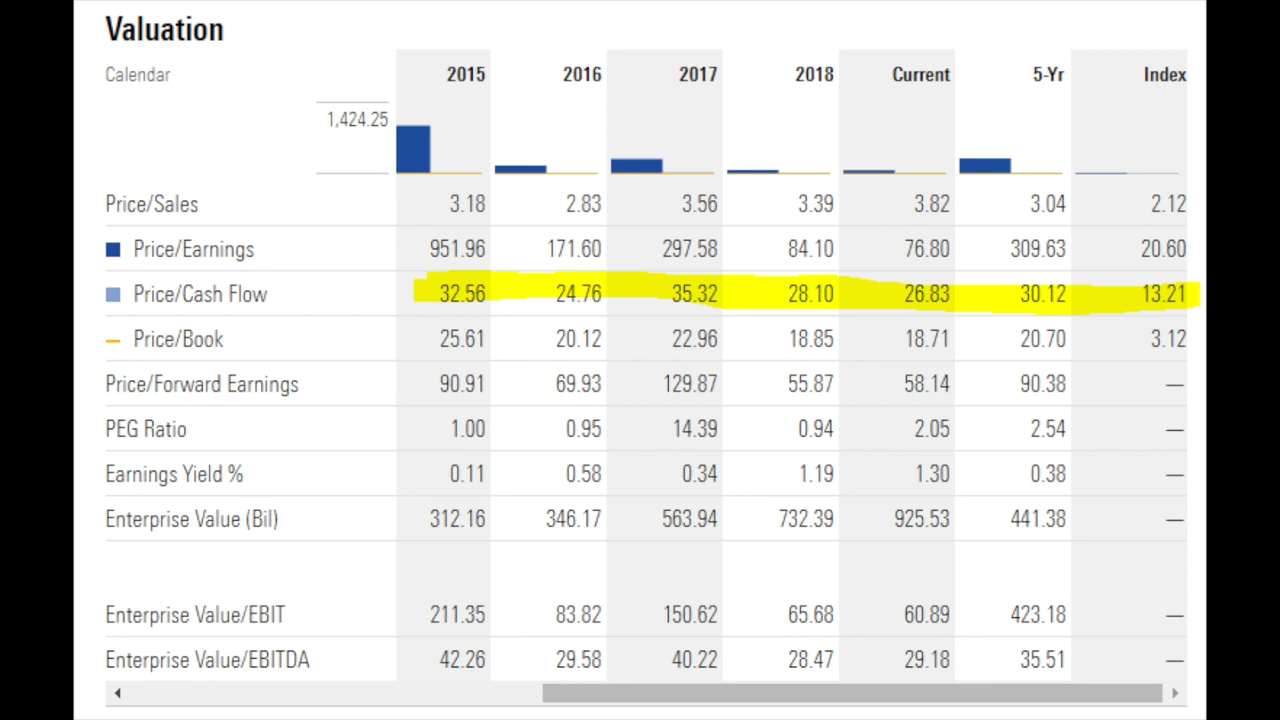 Valuation
Calendar 2015 2016 2017 2018 Current 5-Yr Index
1,424.25
Price/Sales 3.18 2.83 3.56 3.39 3.82 3.04 2.12
Price/Earnings 951.96 171.60 297.58 84.10 76.80 309.63 20.60
Price/Cash Flow 32.56 24.76 35.32 28.10 26.83 30.12 13.21
Price/Book 25.61 20.12 22.96 18.85 18.71 20.70 3.12
Price/Forward Earnings 90.91 69.93 129.87 55.87 58.14 90.38 —
PEG Ratio 1.00 0.95 14.39 0.94 2.05 2.54 —
Earnings Yield % 0.11 0.58 0.34 1.19 1.30 0.38 —
Enterprise Value (Bil) 312.16 346.17 563.94 732.39 925.53 441.38 —
Enterprise Value/EBIT 211.35 83.82 150.62 65.68 60.89 423.18 —
Enterprise Value/EBITDA 42.26 29.58 40.22 28.47 29.18 35.51 —